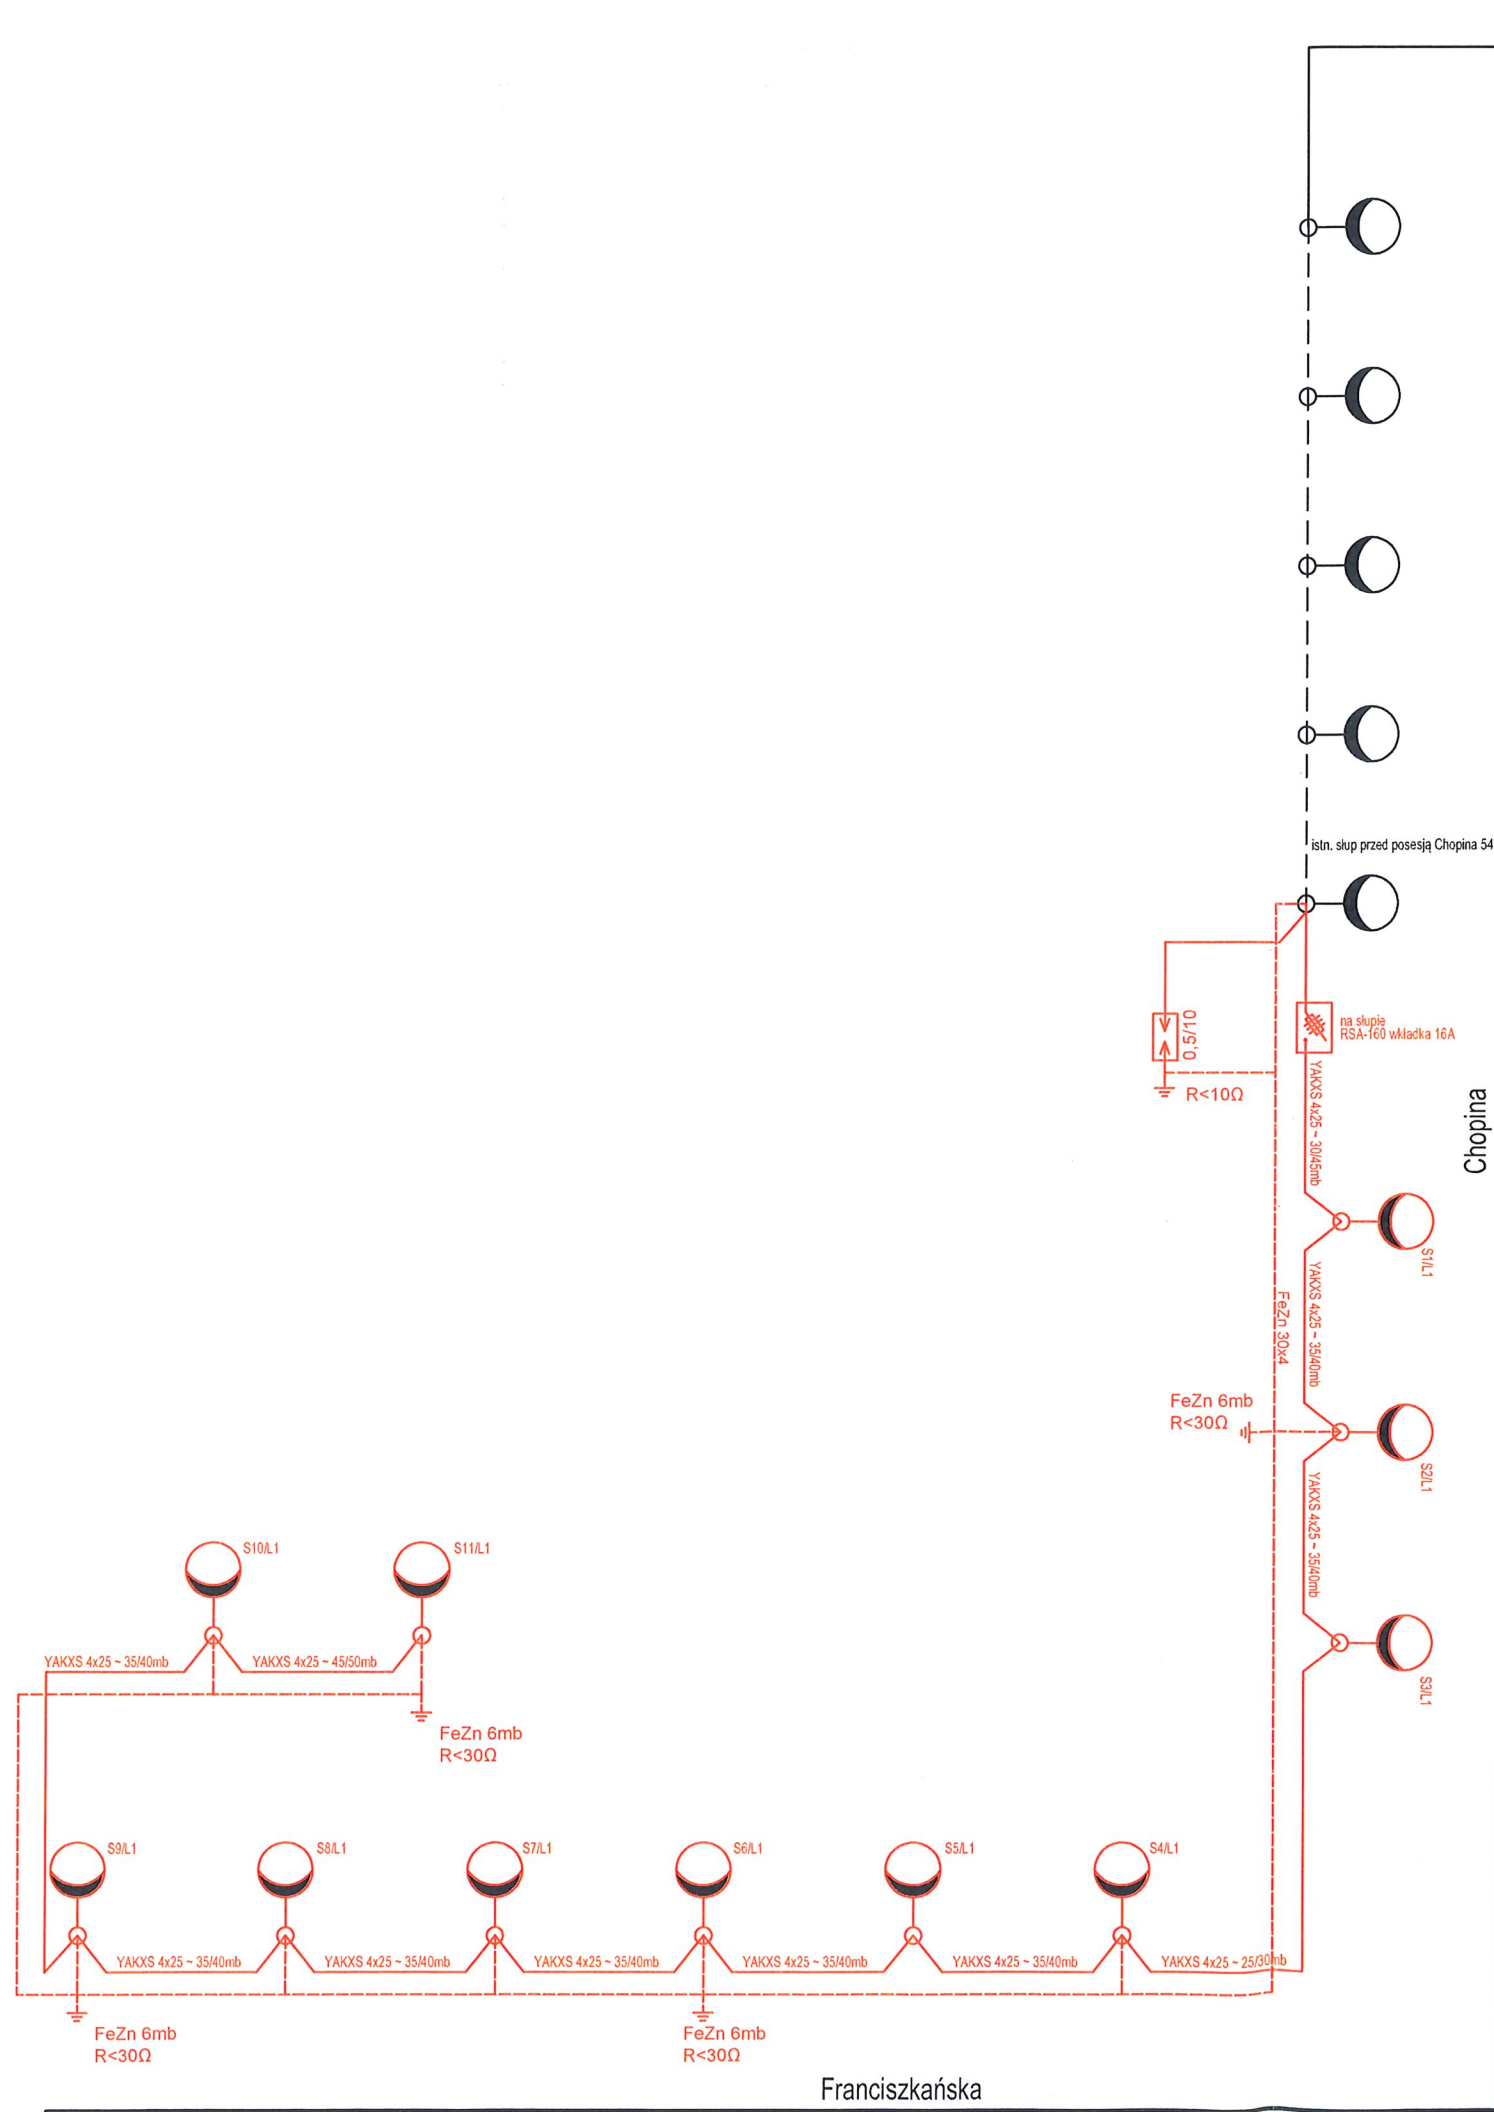 istn. słup przed posesją Chopina 54
0,5/10
R<10Ω
na słupie
RSA-160 wkładka 16A
YAKXS 4x25 ~ 30/45mb
Chopina
S1/L1
YAKXS 4x25 ~ 35/40mb
FeZn 30x4
FeZn 6mb
R<30Ω
S2/L1
YAKXS 4x25 ~ 35/40mb
S3/L1
S10/L1
S11/L1
YAKXS 4x25 ~ 35/40mb
YAKXS 4x25 ~ 45/50mb
FeZn 6mb
R<30Ω
S9/L1
S8/L1
S7/L1
S6/L1
S5/L1
S4/L1
YAKXS 4x25 ~ 35/40mb
YAKXS 4x25 ~ 35/40mb
YAKXS 4x25 ~ 35/40mb
YAKXS 4x25 ~ 35/40mb
YAKXS 4x25 ~ 35/40mb
YAKXS 4x25 ~ 25/30mb
FeZn 6mb
R<30Ω
FeZn 6mb
R<30Ω
Franciszkańska